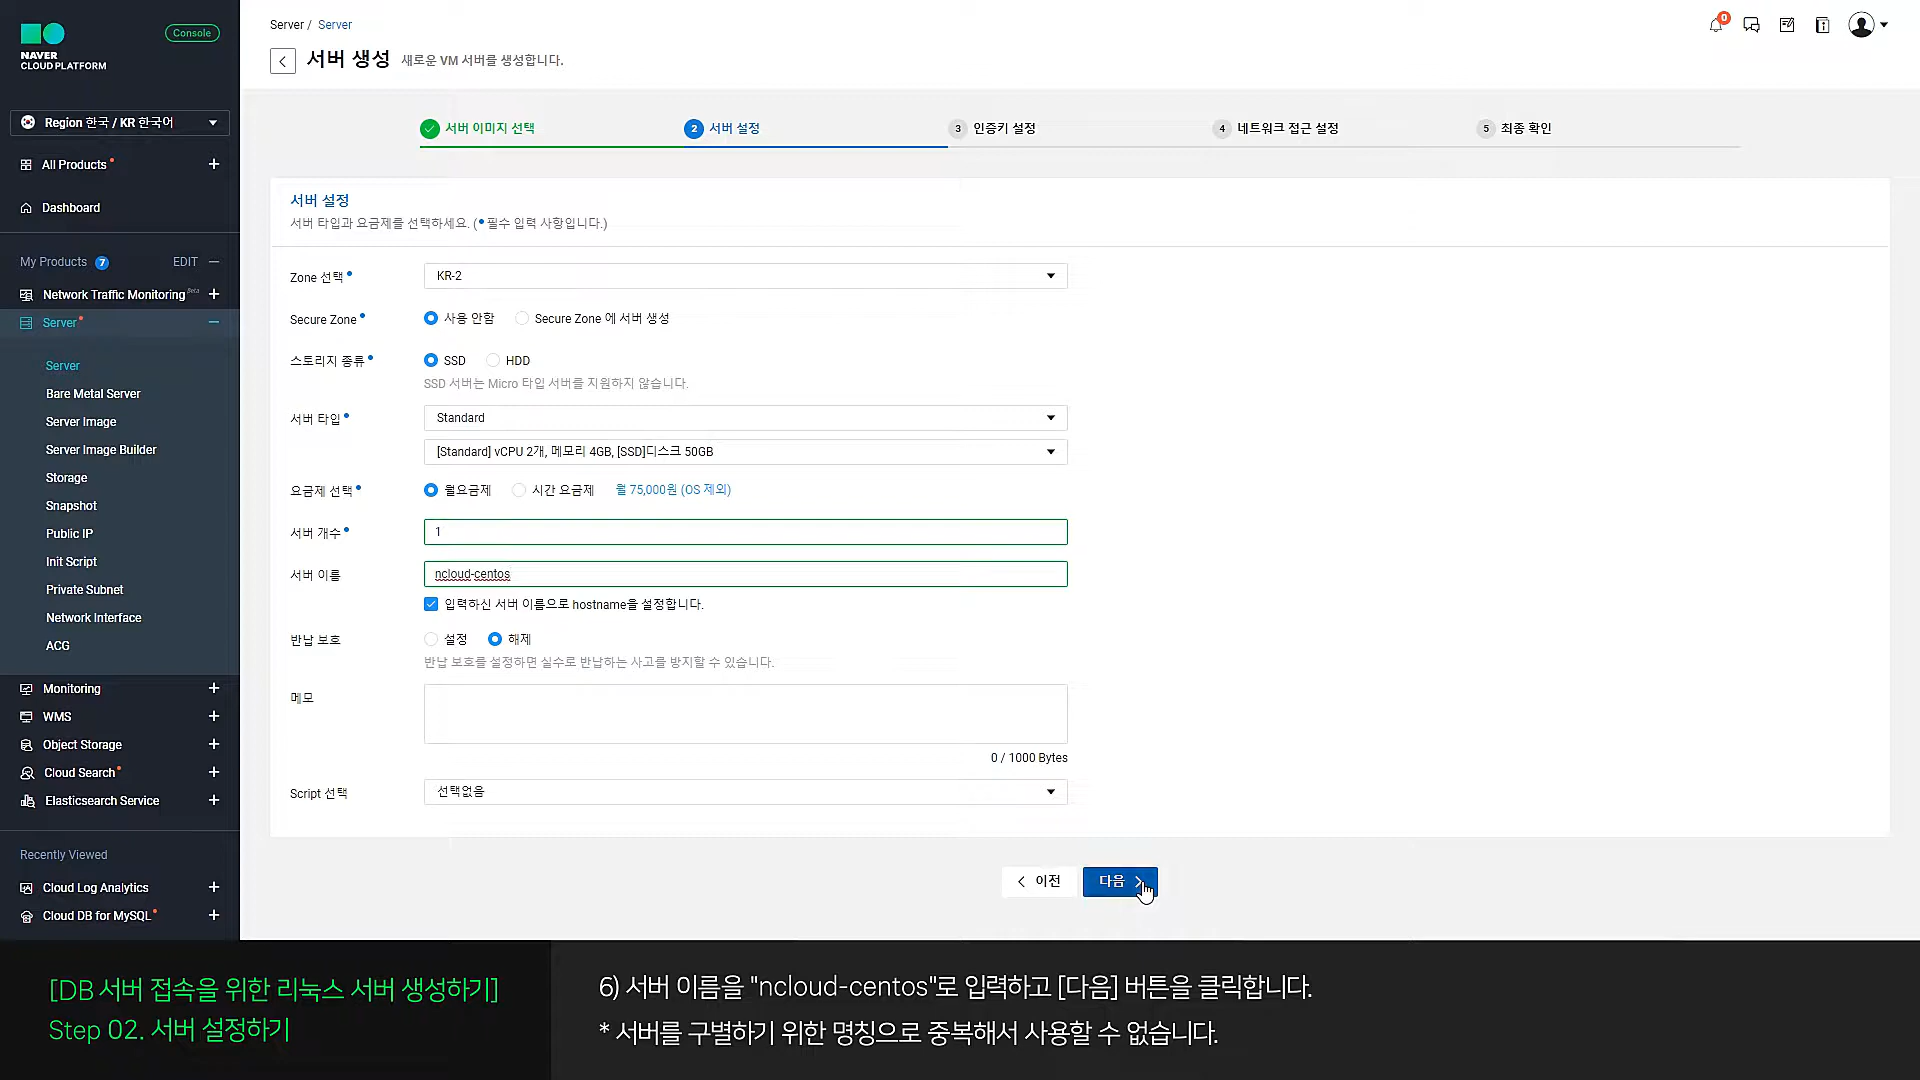 NAVER
CLOUD PLATFORM
Console
Region 한국 / KR 한국어
All Products
Dashboard
My Products 7 EDIT
Network Traffic Monitoring Beta
Server
Server
Bare Metal Server
Server Image
Server Image Builder
Storage
Snapshot
Public IP
Init Script
Private Subnet
Network Interface
ACG
Monitoring
WMS
Object Storage
Cloud Search
Elasticsearch Service
Recently Viewed
Cloud Log Analytics
Cloud DB for MySQL
Server / Server
0
서버 생성 새로운 VM 서버를 생성합니다.
서버 이미지 선택
2 서버 설정
3 인증키 설정
4 네트워크 접근 설정
5 최종 확인
서버 설정
서버 타입과 요금제를 선택하세요. (• 필수 입력 사항입니다.)
Zone 선택• KR-2
Secure Zone• 사용 안함 Secure Zone 에 서버 생성
스토리지 종류• SSD HDD
SSD 서버는 Micro 타입 서버를 지원하지 않습니다.
서버 타입• Standard
[Standard] vCPU 2개, 메모리 4GB, [SSD]디스크 50GB
요금제 선택• 월요금제 시간 요금제 월 75,000원 (OS 제외)
서버 개수• 1
서버 이름 ncloud-centos
입력하신 서버 이름으로 hostname을 설정합니다.
반납 보호 설정 해제
반납 보호를 설정하면 실수로 반납하는 사고를 방지할 수 있습니다.
메모
0 / 1000 Bytes
Script 선택 선택없음
이전 다음
[DB 서버 접속을 위한 리눅스 서버 생성하기]
Step 02. 서버 설정하기
6) 서버 이름을 "ncloud-centos"로 입력하고 [다음] 버튼을 클릭합니다.
* 서버를 구별하기 위한 명칭으로 중복해서 사용할 수 없습니다.